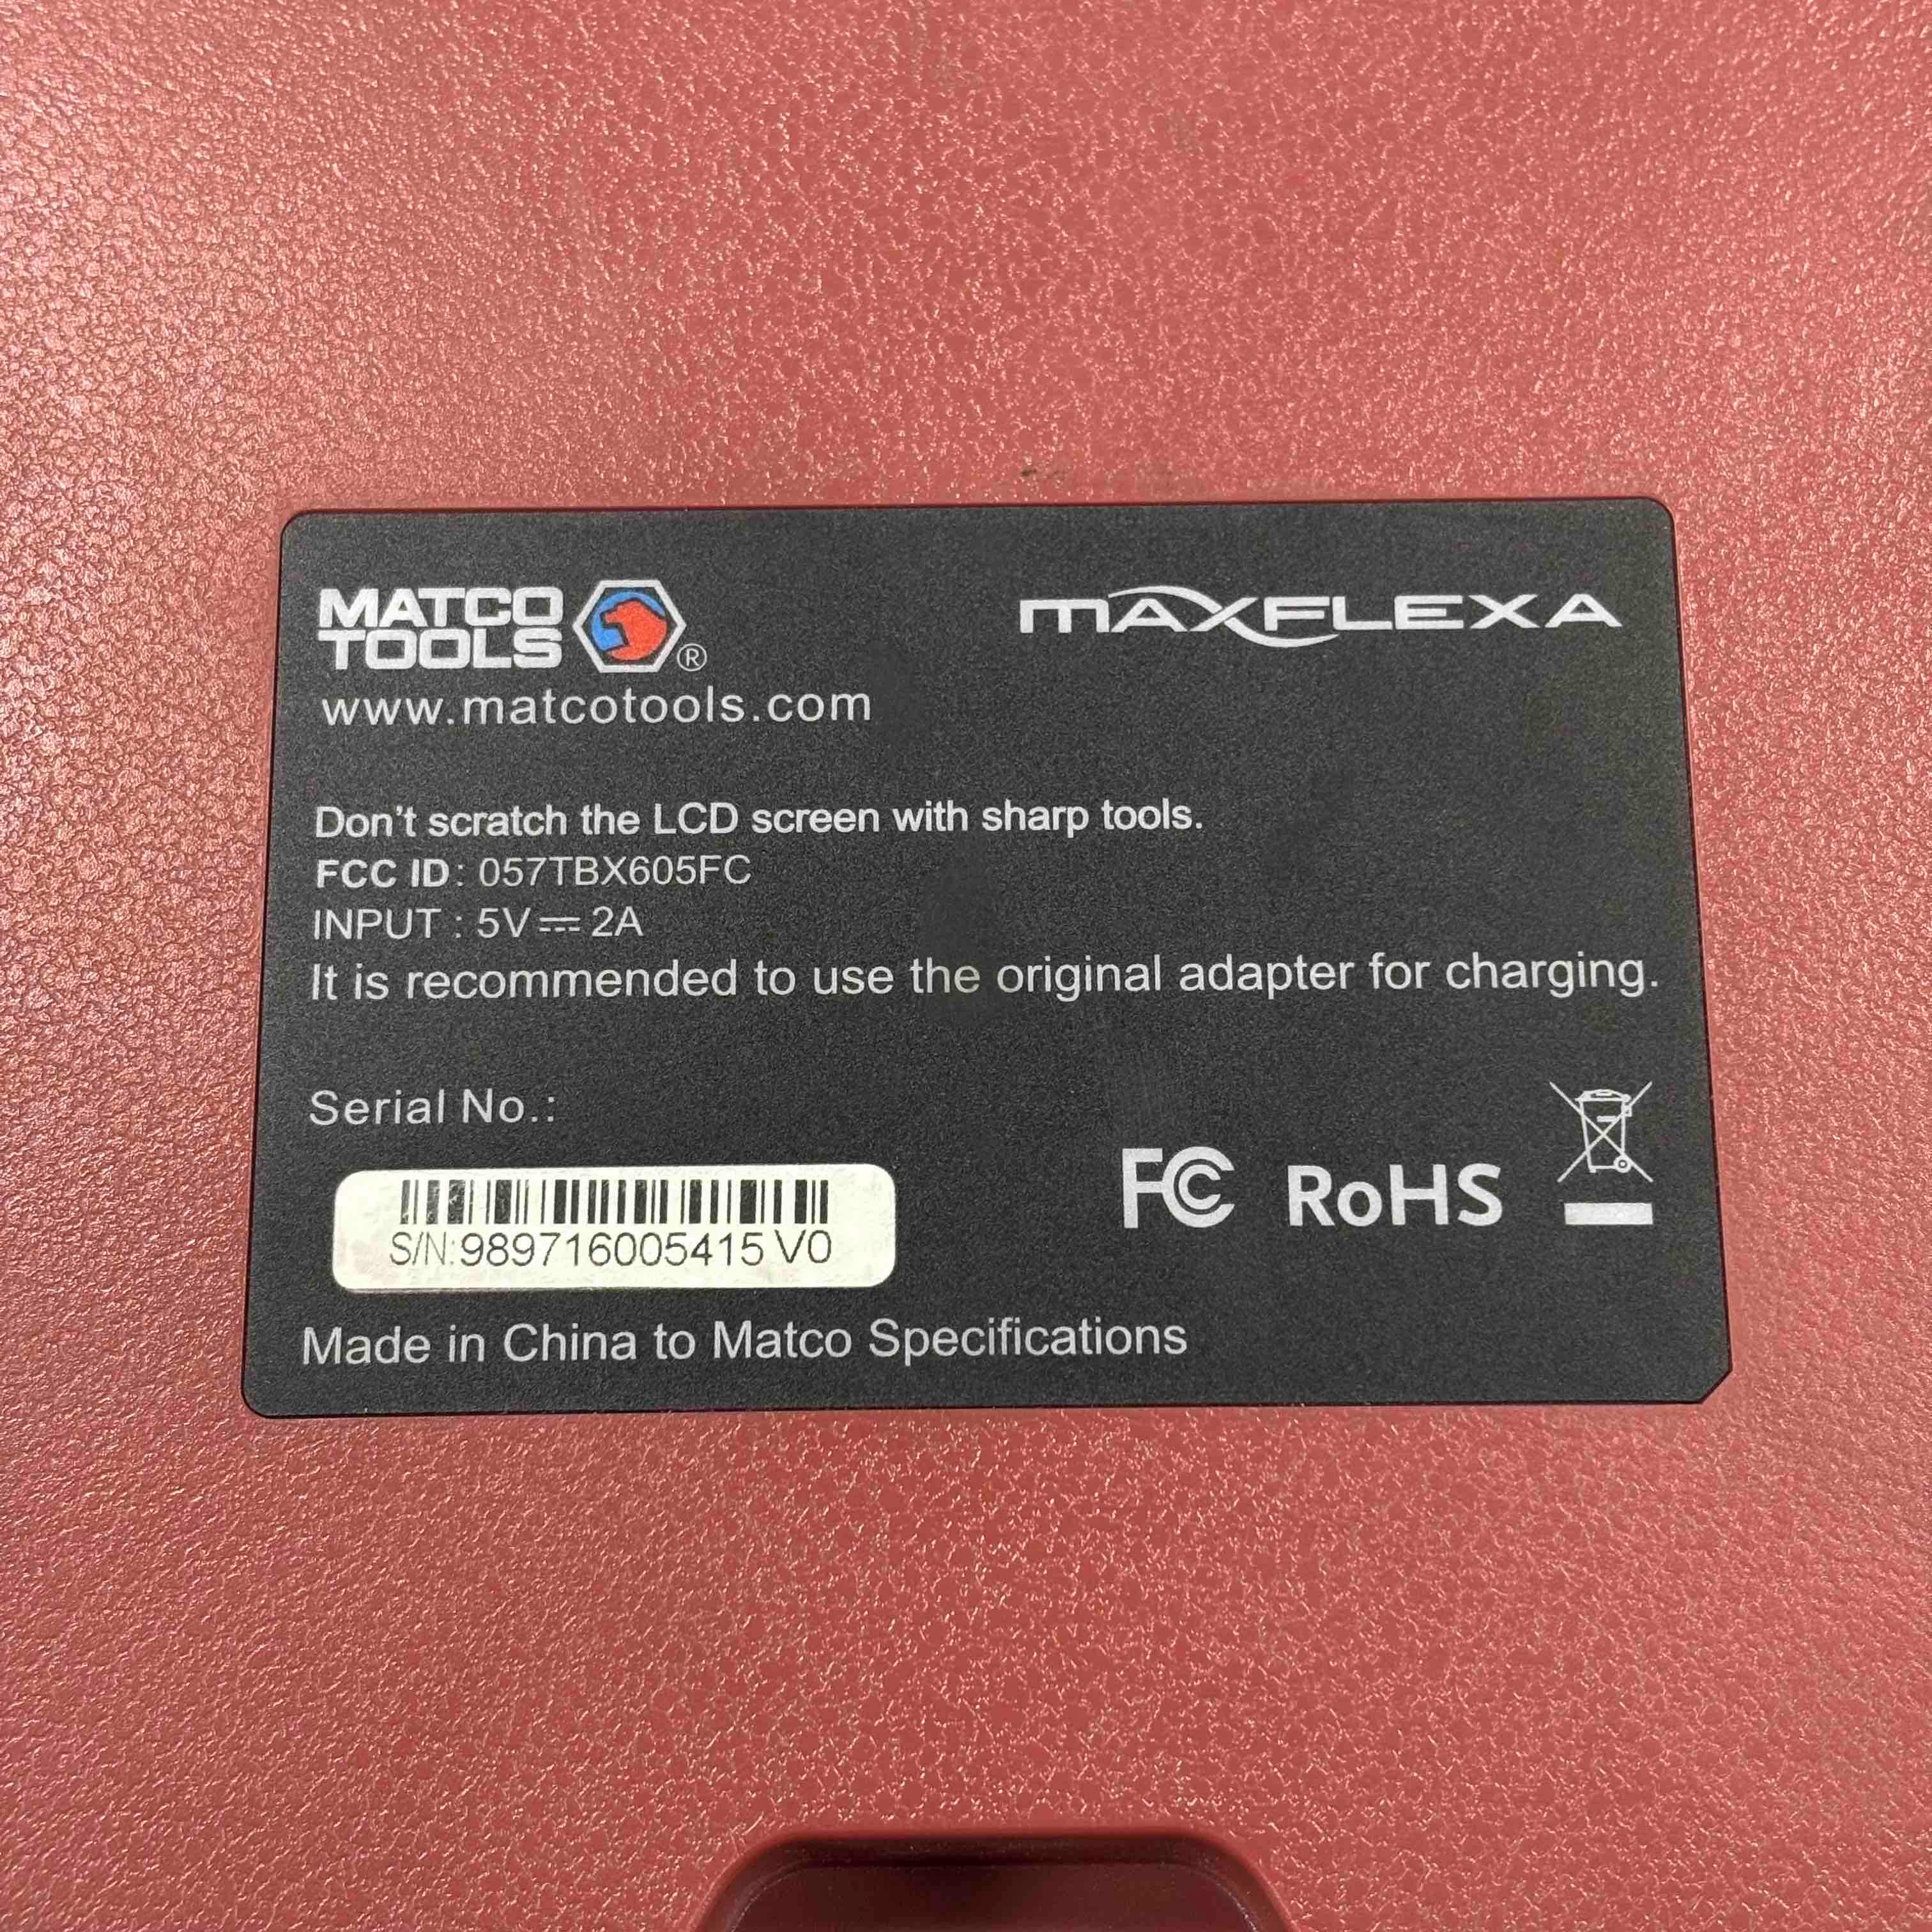 MATCO
TOOLS®
MAXFLEXA
www.matcotools.com
Don't scratch the LCD screen with sharp tools.
FCC ID: 057TBX605FC
INPUT : 5V⎓2A
It is recommended to use the original adapter for charging.
Serial No.:
FC RoHS
S/N:989716005415 V0
Made in China to Matco Specifications